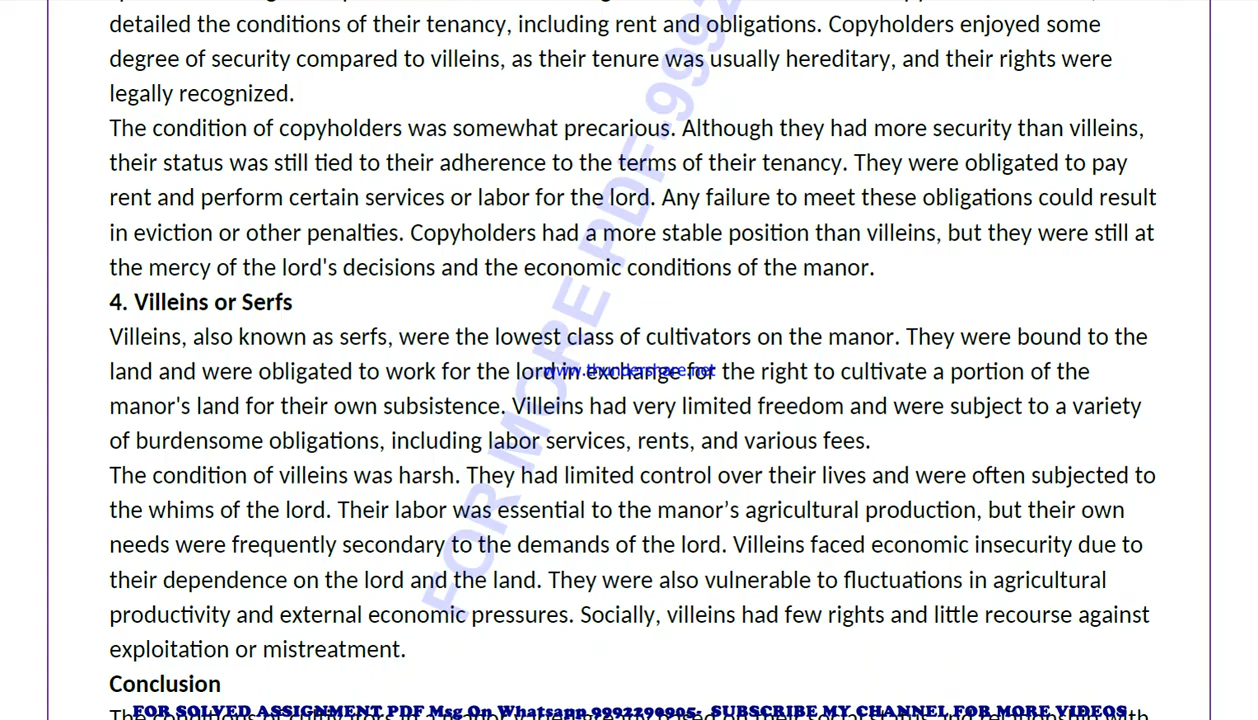 detailed the conditions of their tenancy, including rent and obligations. Copyholders enjoyed some
degree of security compared to villeins, as their tenure was usually hereditary, and their rights were
legally recognized.
The condition of copyholders was somewhat precarious. Although they had more security than villeins,
their status was still tied to their adherence to the terms of their tenancy. They were obligated to pay
rent and perform certain services or labor for the lord. Any failure to meet these obligations could result
in eviction or other penalties. Copyholders had a more stable position than villeins, but they were still at
the mercy of the lord's decisions and the economic conditions of the manor.
4. Villeins or Serfs
Villeins, also known as serfs, were the lowest class of cultivators on the manor. They were bound to the
land and were obligated to work for the lord in exchange for the right to cultivate a portion of the
www.thundershare.net
manor's land for their own subsistence. Villeins had very limited freedom and were subject to a variety
of burdensome obligations, including labor services, rents, and various fees.
The condition of villeins was harsh. They had limited control over their lives and were often subjected to
the whims of the lord. Their labor was essential to the manor’s agricultural production, but their own
needs were frequently secondary to the demands of the lord. Villeins faced economic insecurity due to
their dependence on the lord and the land. They were also vulnerable to fluctuations in agricultural
productivity and external economic pressures. Socially, villeins had few rights and little recourse against
exploitation or mistreatment.
Conclusion
FOR SOLVED ASSIGNMENT PDF Msg On Whatsapp 9992299905- SUBSCRIBE MY CHANNEL FOR MORE VIDEOS.
FOR MORE PDF-9992